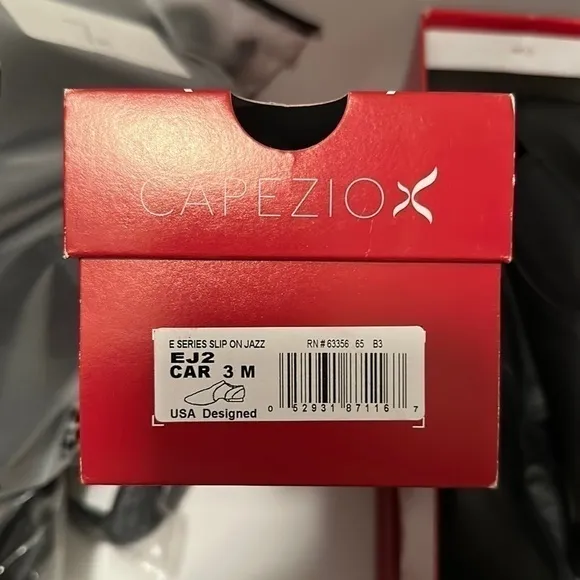 CAPEZIO
E SERIES SLIP ON JAZZ RN # 63356 65 B3
EJ2
CAR 3 M
USA Designed
0 52931 87116 7